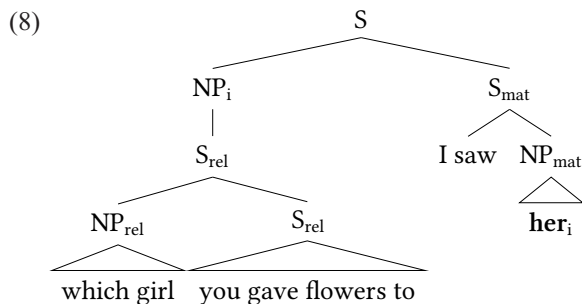 (8) S
NPᵢ Sₘₐₜ
Sᵣₑₗ I saw NPₘₐₜ
NPᵣₑₗ Sᵣₑₗ herᵢ
which girl you gave flowers to